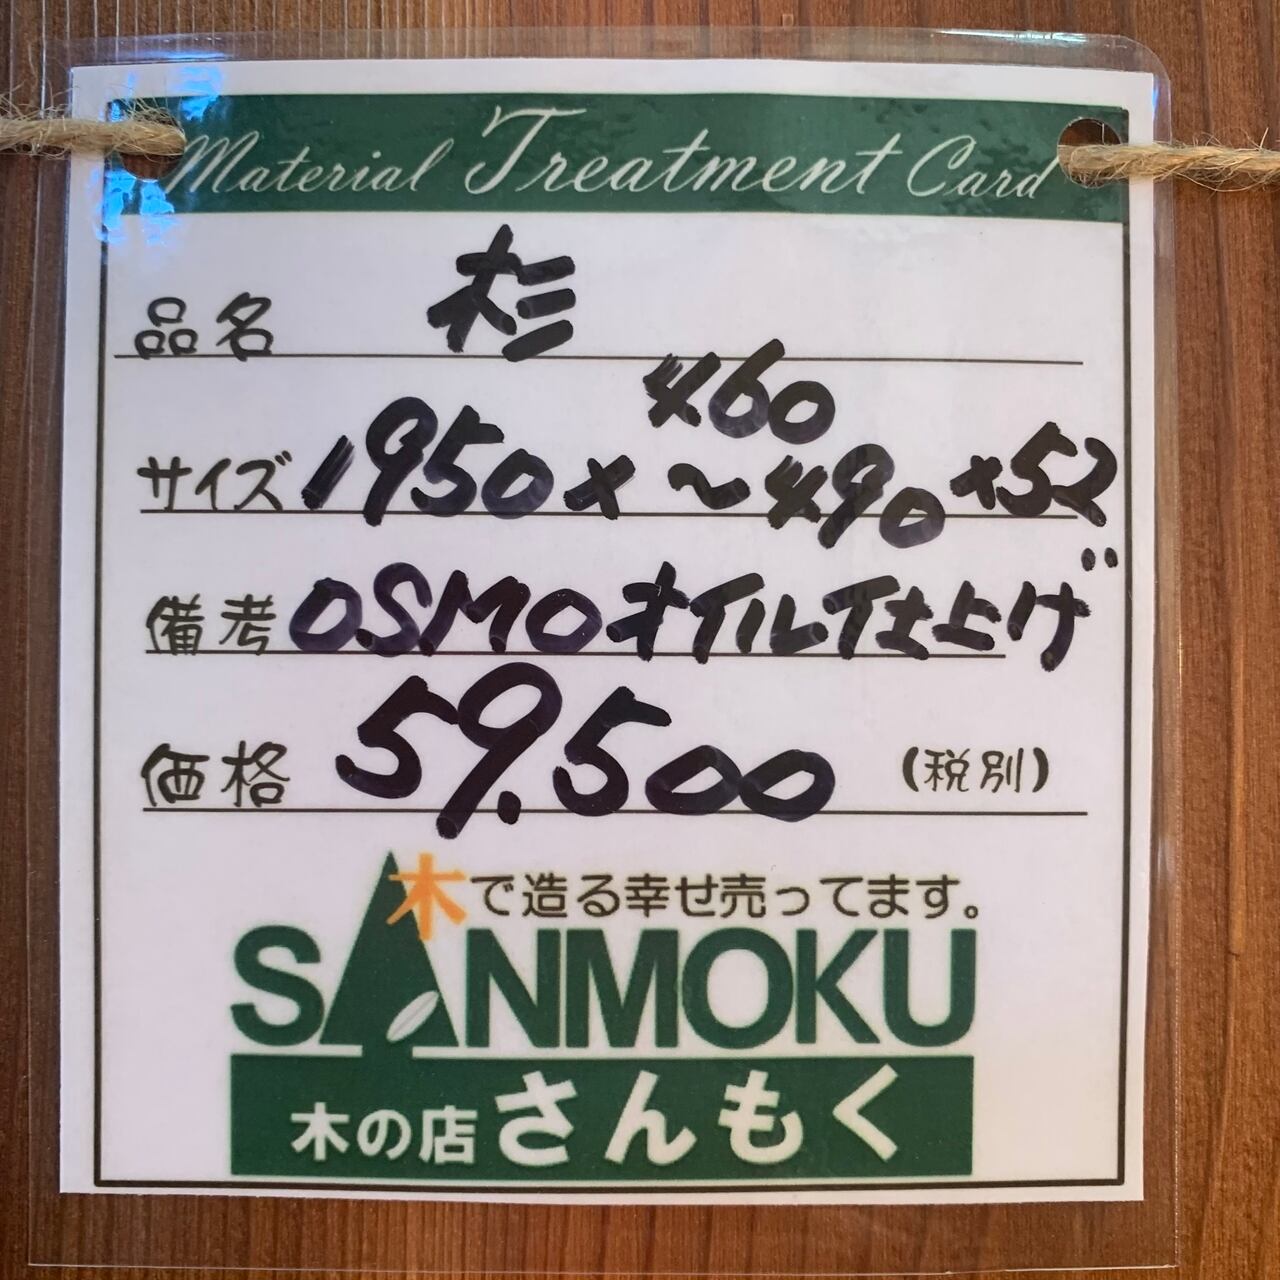 Material Treatment Card
品名 杉
サイズ 1950×460~490×52
備考 OSMOオイル仕上げ
価格 59,500 (税別)
木で造る幸せ売ってます。
SANMOKU
木の店 さんもく